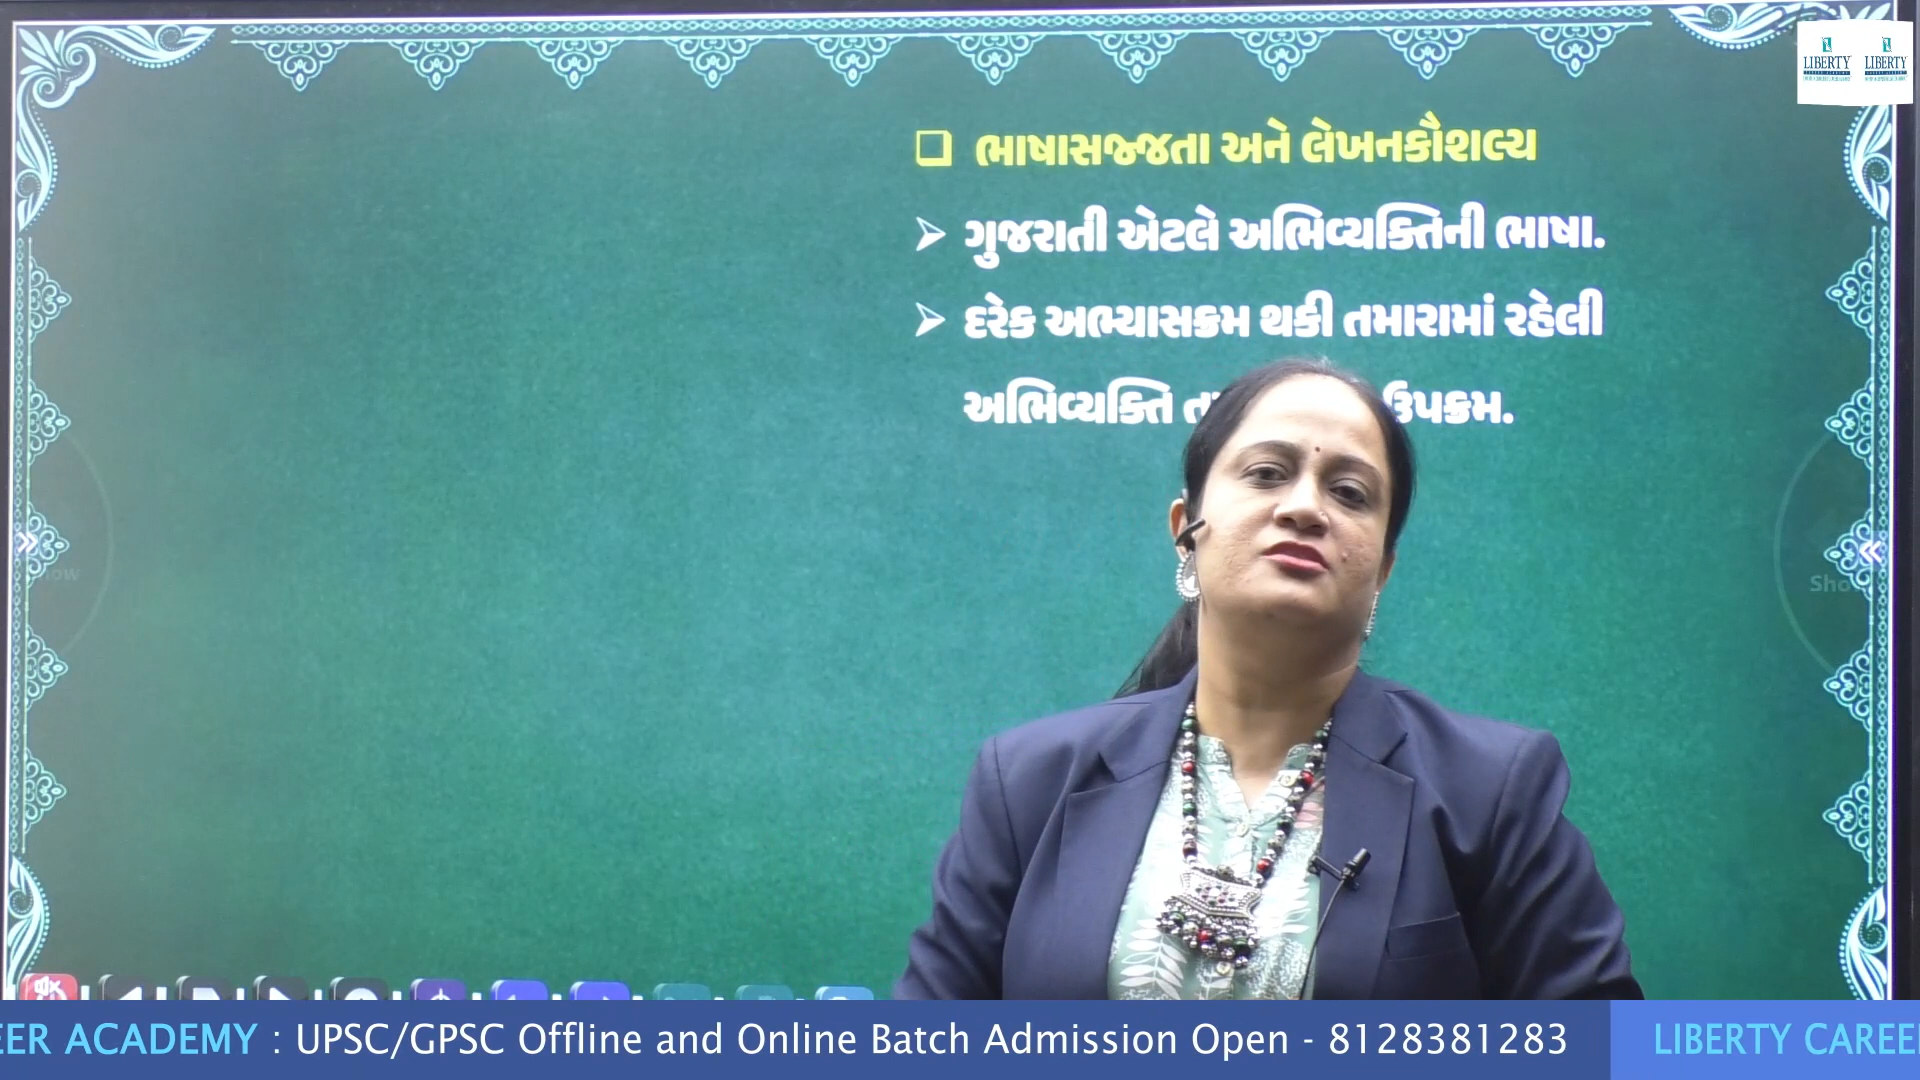 LIBERTY LIBERTY
❑ ભાષાસજ્જતા અને લેખનકૌશલ્ય
➢ ગુજરાતી એટલે અભિવ્યક્તિની ભાષા.
➢ દરેક અભ્યાસક્રમ થકી તમારામાં રહેલી
અભિવ્યક્તિ ઉપક્રમ.
EER ACADEMY : UPSC/GPSC Offline and Online Batch Admission Open - 8128381283 LIBERTY CAREE